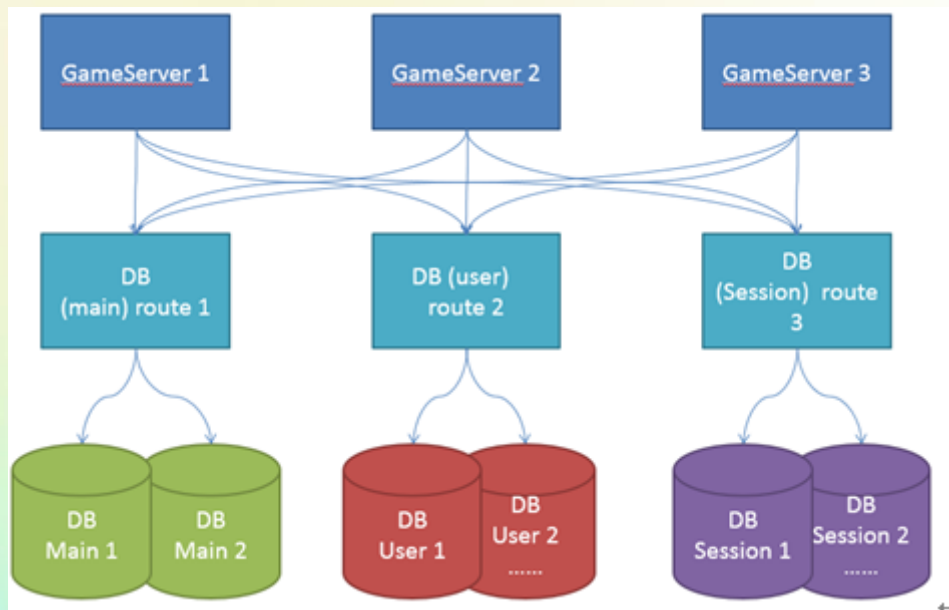 GameServer 1
GameServer 2
GameServer 3
DB
(main) route 1
DB (user)
route 2
DB
(Session) route
3
DB
Main 1
DB
Main 2
DB
User 1
DB
User 2
......
DB
Session 1
DB
Session 2
......